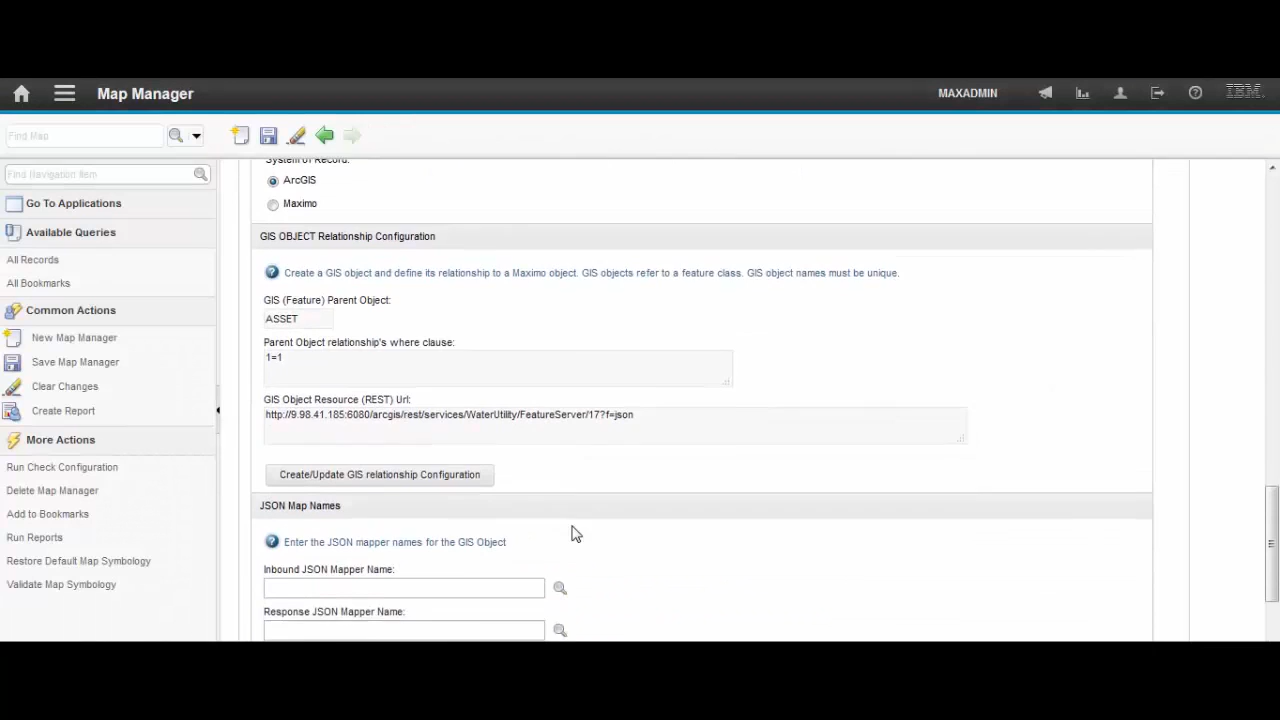 Map Manager
MAXADMIN
IBM.
Find Map
Find Navigation Item
Go To Applications
Available Queries
All Records
All Bookmarks
Common Actions
New Map Manager
Save Map Manager
Clear Changes
Create Report
More Actions
Run Check Configuration
Delete Map Manager
Add to Bookmarks
Run Reports
Restore Default Map Symbology
Validate Map Symbology
System of Record:
ArcGIS
Maximo
GIS OBJECT Relationship Configuration
Create a GIS object and define its relationship to a Maximo object. GIS objects refer to a feature class. GIS object names must be unique.
GIS (Feature) Parent Object:
ASSET
Parent Object relationship's where clause:
1=1
GIS Object Resource (REST) Url:
http://9.98.41.185:6080/arcgis/rest/services/WaterUtility/FeatureServer/17?f=json
Create/Update GIS relationship Configuration
JSON Map Names
Enter the JSON mapper names for the GIS Object
Inbound JSON Mapper Name:
Response JSON Mapper Name: